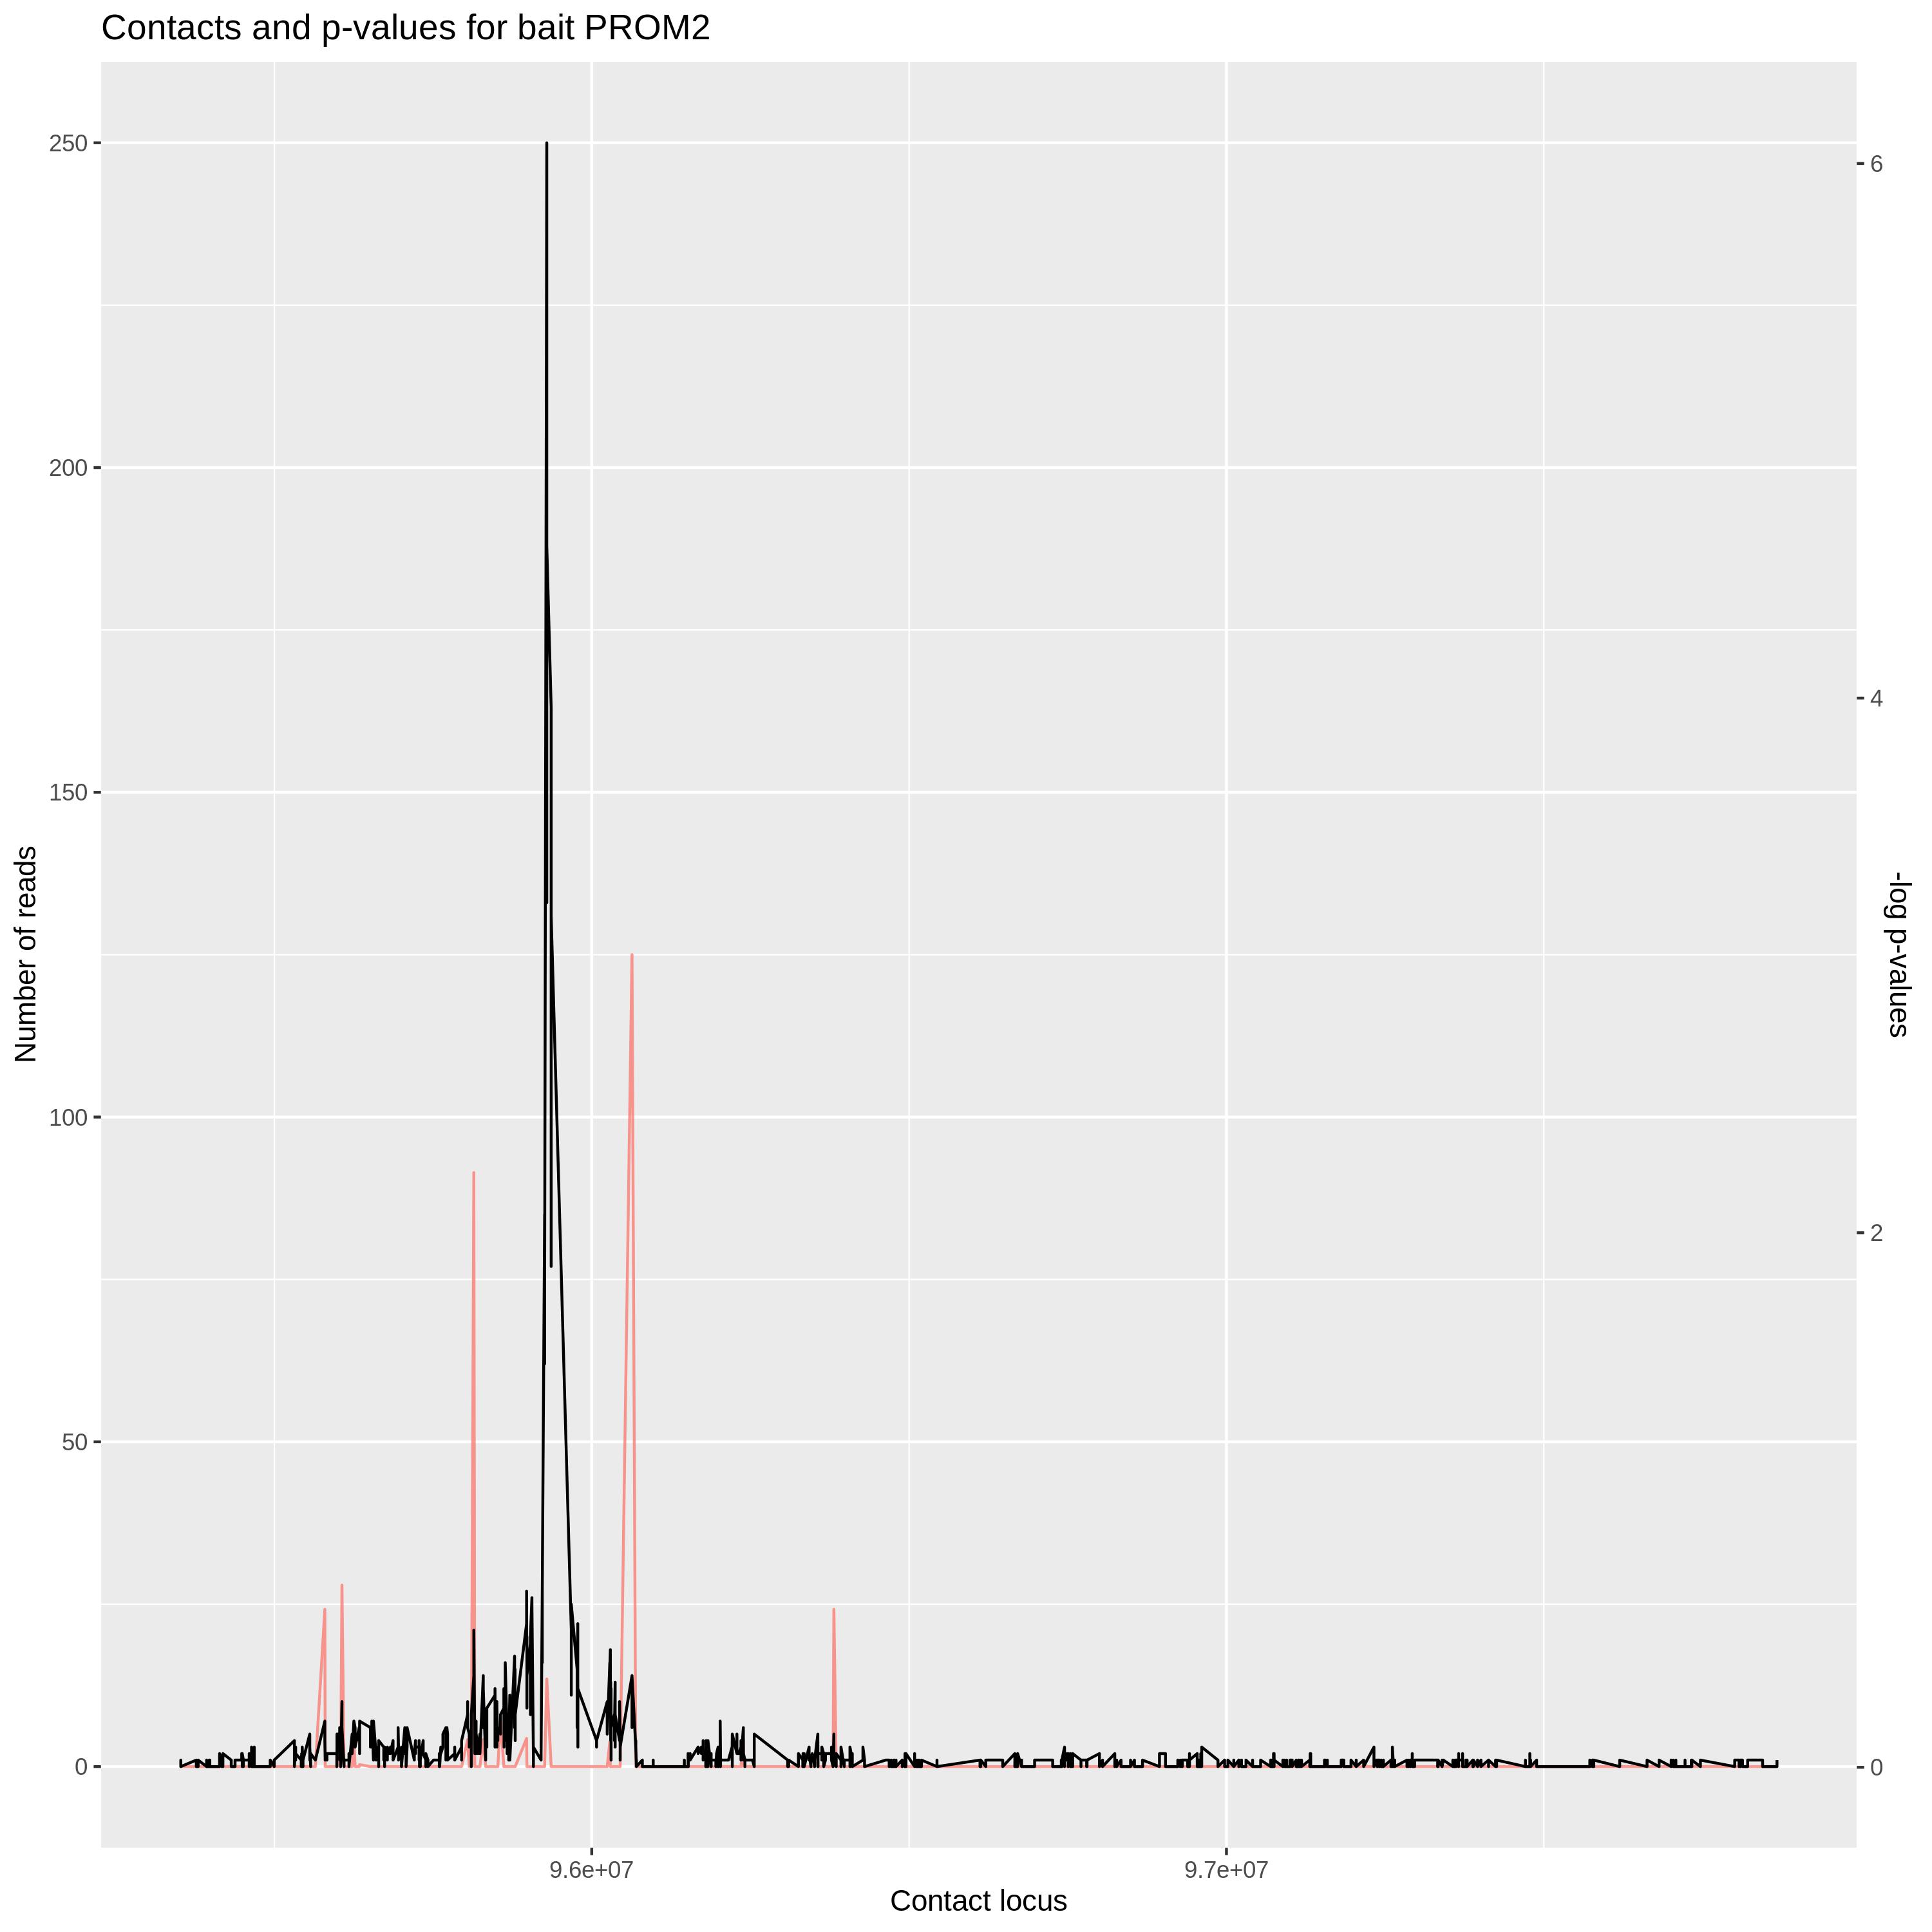 Contacts and p-values for bait PROM2
250
200
150
100
50
0
Number of reads
6
4
2
0
-log p-values
9.6e+07
9.7e+07
Contact locus